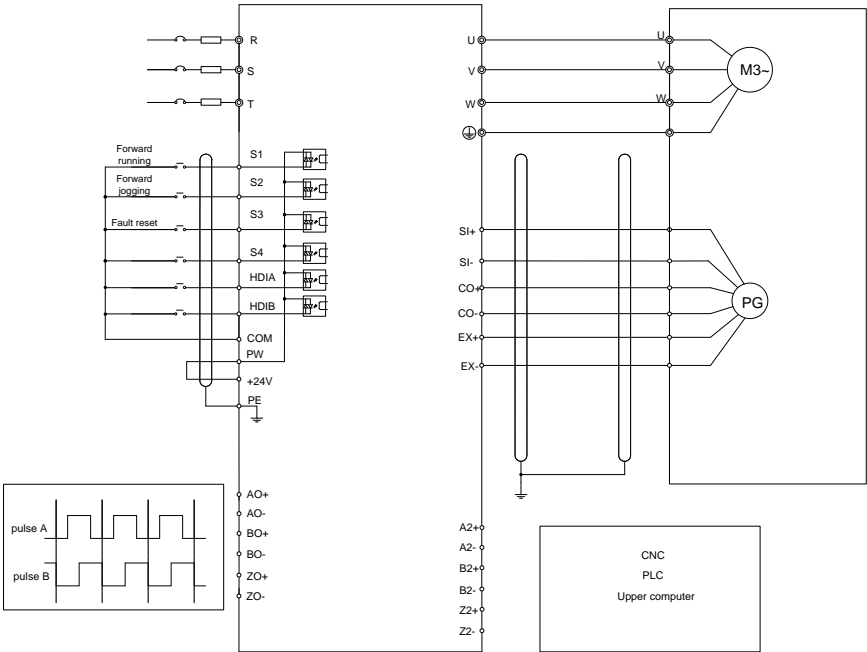 R
U
U
S
V
V
M3~
T
W
W
Forward
running
S1
Forward
jogging
S2
Fault reset
S3
S4
HDIA
HDIB
COM
PW
+24V
PE
SI+
SI-
CO+
CO-
EX+
EX-
PG
AO+
AO-
BO+
BO-
ZO+
ZO-
pulse A
pulse B
A2+
A2-
B2+
B2-
Z2+
Z2-
CNC
PLC
Upper computer